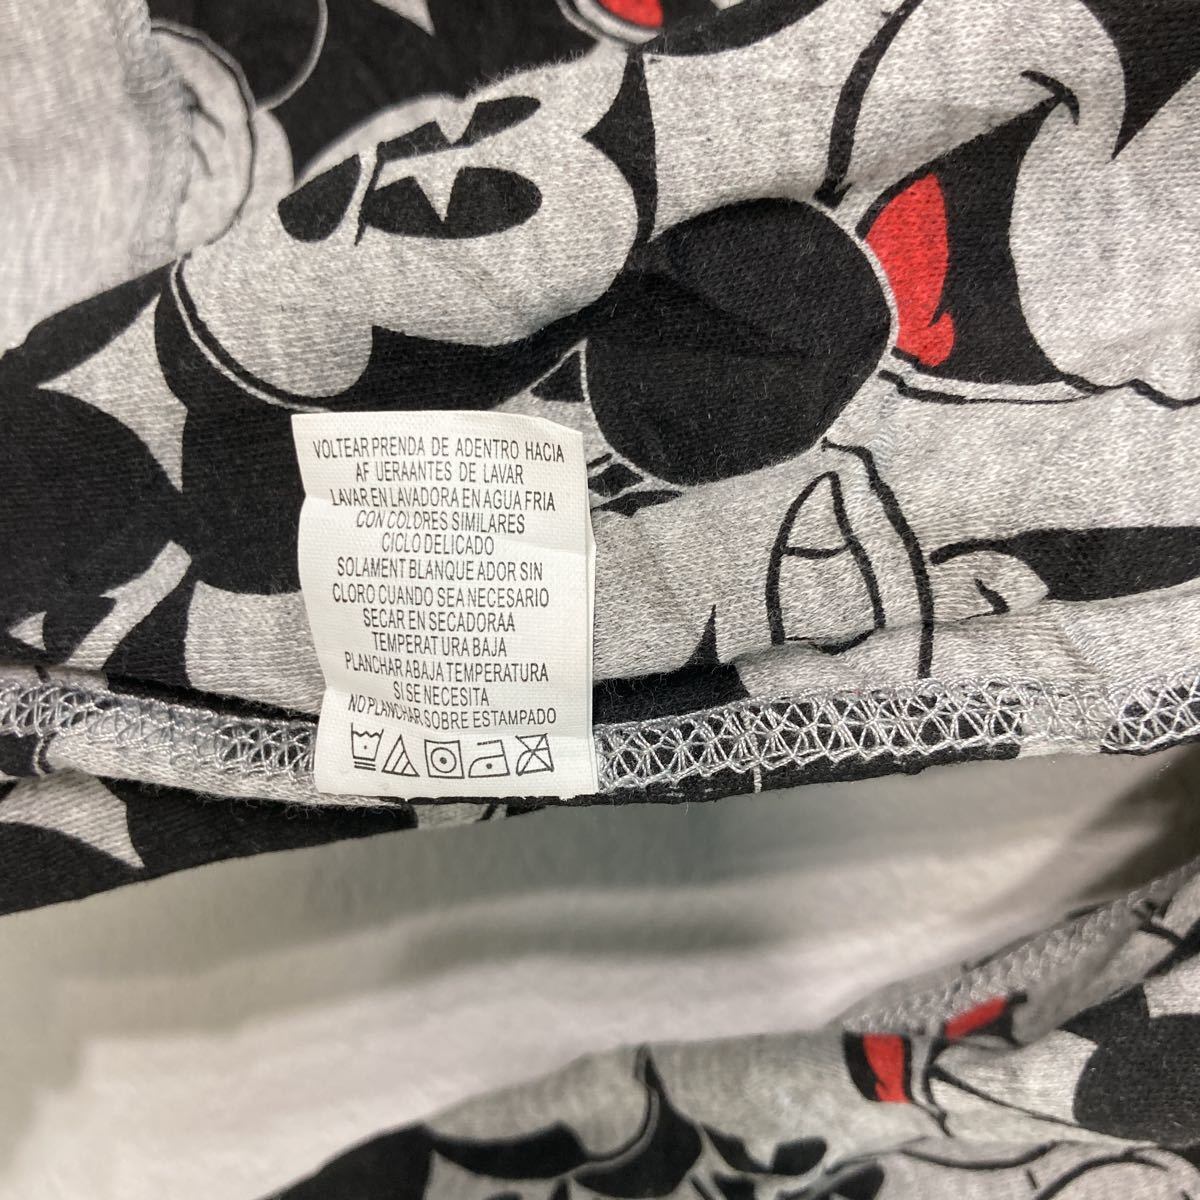 VOLTEAR PRENDA DE ADENTRO HACIA
AF UERAANTES DE LAVAR
LAVAR EN LAVADORA EN AGUA FRIA
CON COLORES SIMILARES
CICLO DELICADO
SOLAMENT BLANQUE ADOR SIN
CLORO CUANDO SEA NECESARIO
SECAR EN SECADORAA
TEMPERAT URA BAJA
PLANCHAR ABAJA TEMPERATURA
SI SE NECESITA
NO PLANCHAR SOBRE ESTAMPADO